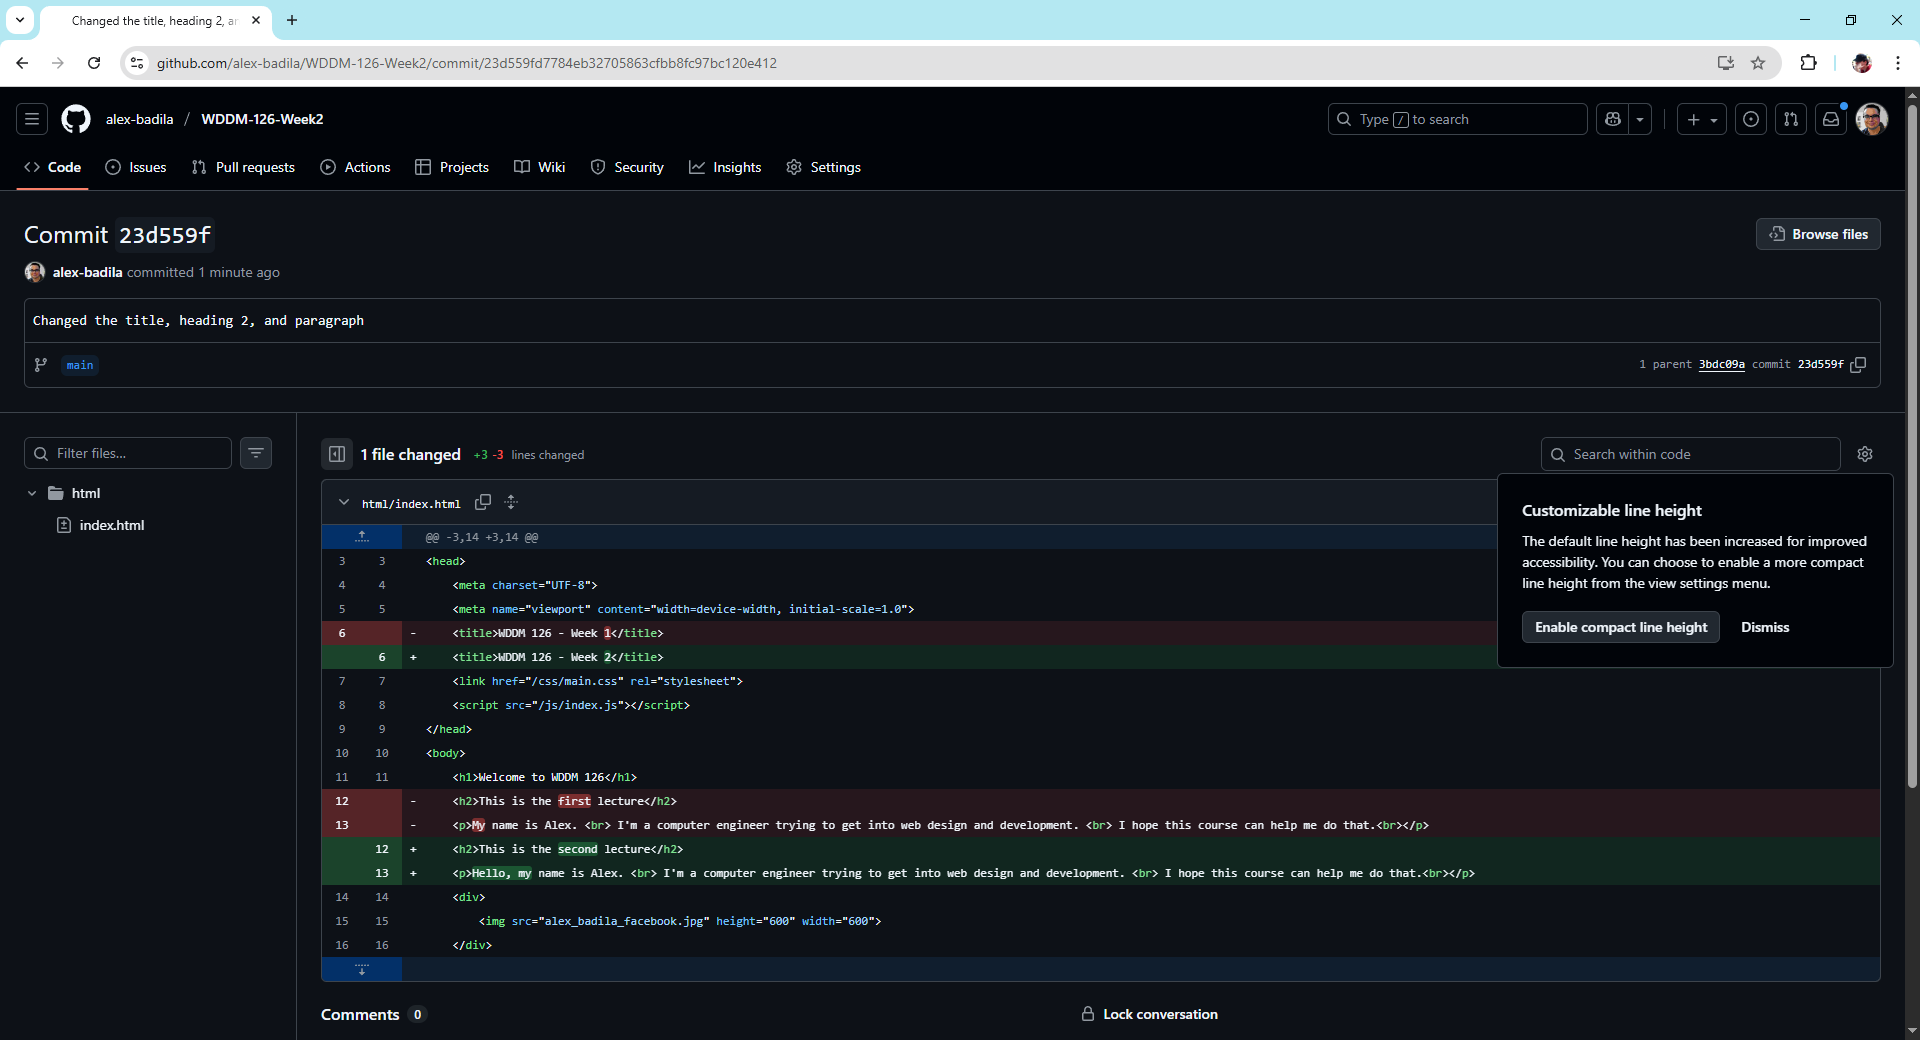 Changed the title, heading 2, a
github.com/alex-badila/WDDM-126-Week2/commit/23d559fd7784eb32705863cfbb8fc97bc120e412
alex-badila / WDDM-126-Week2
Type / to search
Code
Issues
Pull requests
Actions
Projects
Wiki
Security
Insights
Settings
Commit 23d559f
Browse files
alex-badila committed 1 minute ago
Changed the title, heading 2, and paragraph
main
1 parent 3bdc09a commit 23d559f
Filter files...
html
index.html
1 file changed +3 -3 lines changed
Search within code
html/index.html
@@ -3,14 +3,14 @@
3 3 <head>
4 4 <meta charset="UTF-8">
5 5 <meta name="viewport" content="width=device-width, initial-scale=1.0">
6 - <title>WDDM 126 - Week 1</title>
6 + <title>WDDM 126 - Week 2</title>
7 7 <link href="/css/main.css" rel="stylesheet">
8 8 <script src="/js/index.js"></script>
9 9 </head>
10 10 <body>
11 11 <h1>Welcome to WDDM 126</h1>
12 - <h2>This is the first lecture</h2>
13 - <p>My name is Alex. <br> I'm a computer engineer trying to get into web design and development. <br> I hope this course can help me do that.<br></p>
12 + <h2>This is the second lecture</h2>
13 + <p>Hello, my name is Alex. <br> I'm a computer engineer trying to get into web design and development. <br> I hope this course can help me do that.<br></p>
14 14 <div>
15 15 <img src="alex_badila_facebook.jpg" height="600" width="600">
16 16 </div>
Customizable line height
The default line height has been increased for improved
accessibility. You can choose to enable a more compact
line height from the view settings menu.
Enable compact line height
Dismiss
Comments 0
Lock conversation